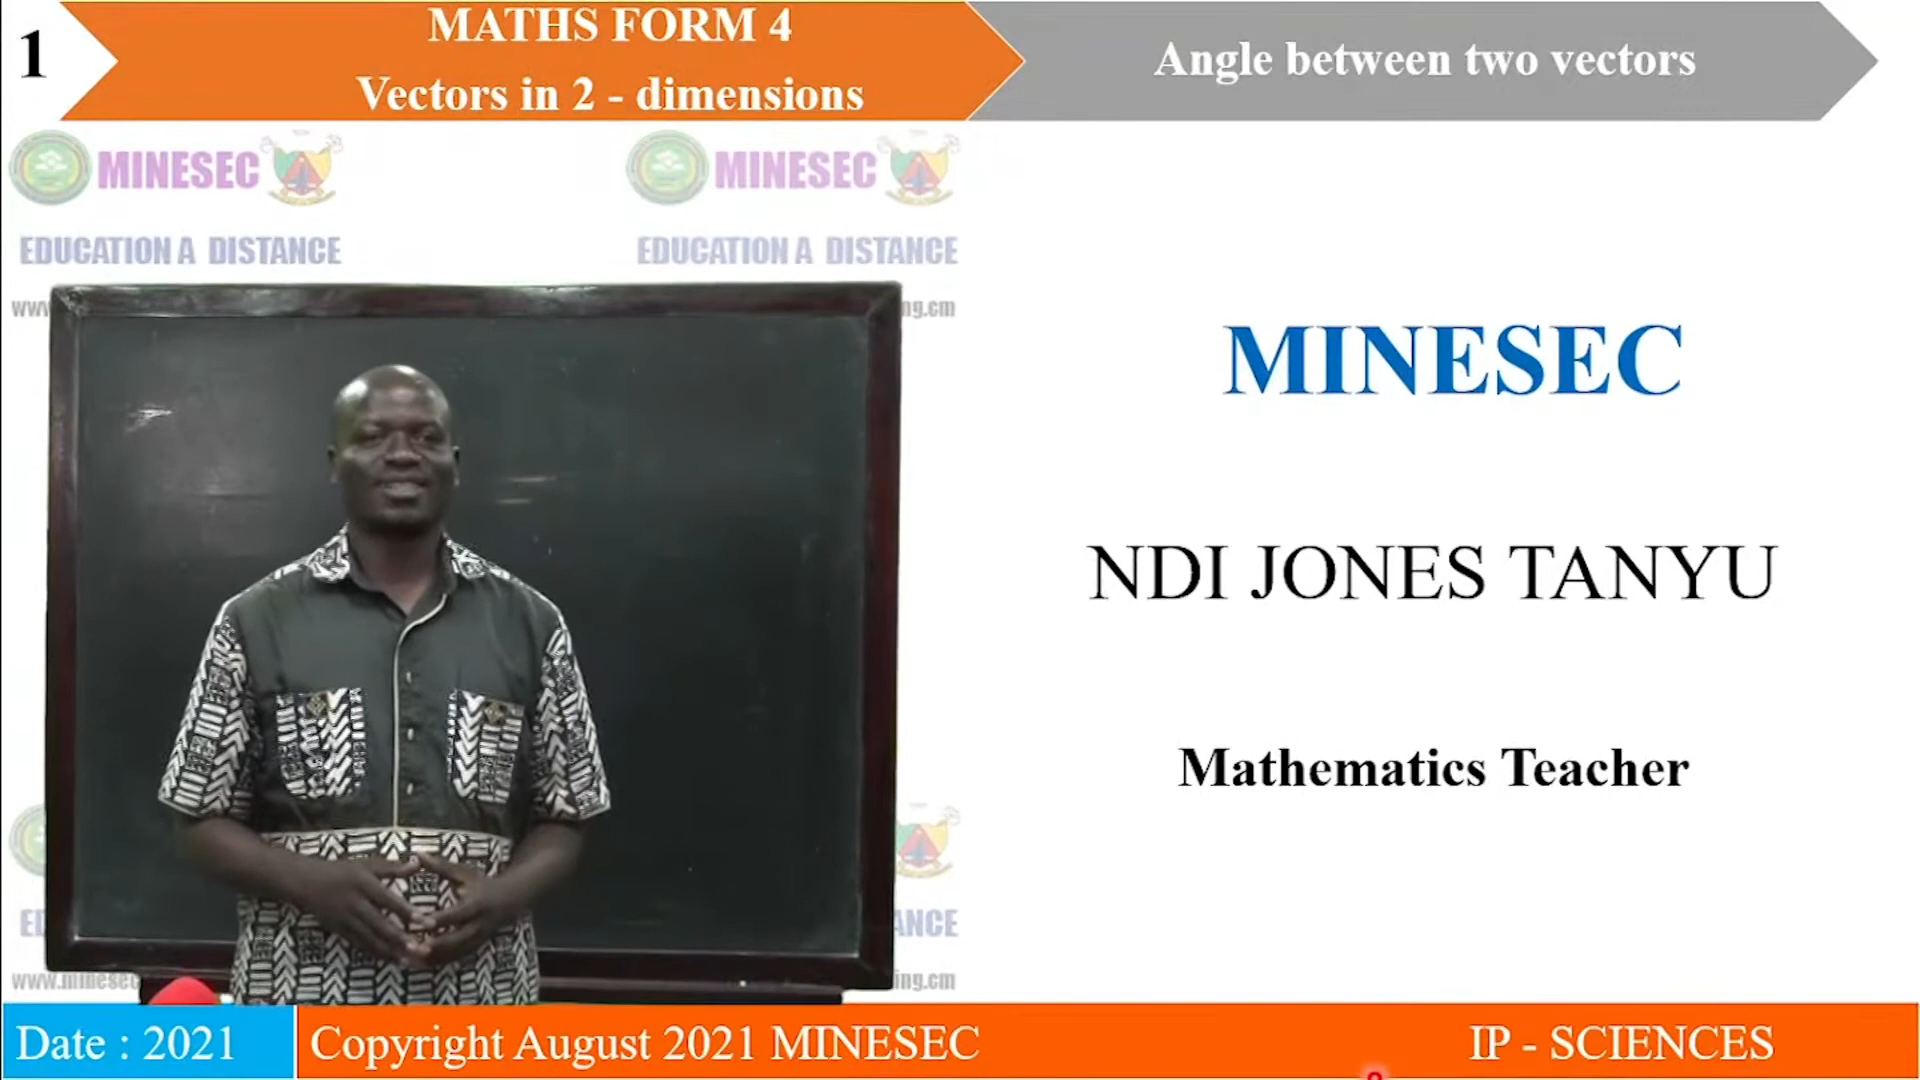 1
MATHS FORM 4
Vectors in 2 - dimensions
Angle between two vectors
MINESEC
MINESEC
EDUCATION A DISTANCE
EDUCATION A DISTANCE
MINESEC
NDI JONES TANYU
Mathematics Teacher
Date : 2021
Copyright August 2021 MINESEC
IP - SCIENCES